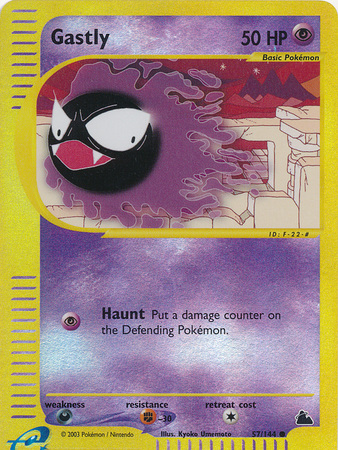 Gastly
50 HP
Basic Pokémon
ID: F-22-#
Haunt Put a damage counter on
the Defending Pokémon.
weakness resistance retreat cost
-30
© 2003 Pokémon / Nintendo Illus. Kyoko Umemoto 57/144
e